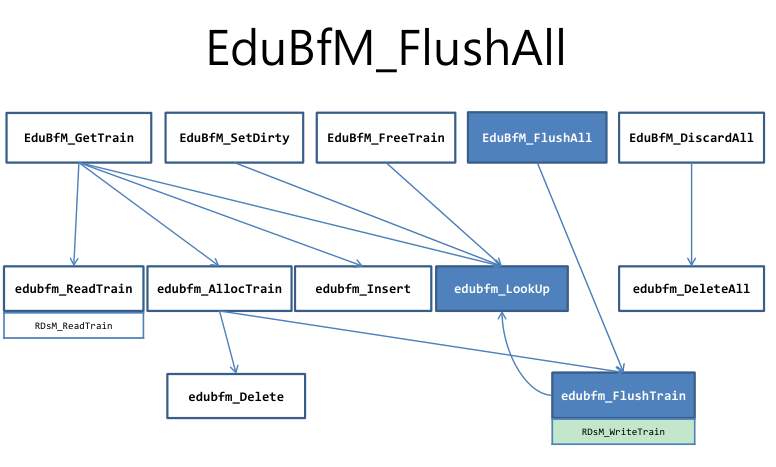 EduBfM_FlushAll
EduBfM_GetTrain
EduBfM_SetDirty
EduBfM_FreeTrain
EduBfM_FlushAll
EduBfM_DiscardAll
edubfm_ReadTrain
edubfm_AllocTrain
edubfm_Insert
edubfm_LookUp
edubfm_DeleteAll
RDsM_ReadTrain
edubfm_Delete
edubfm_FlushTrain
RDsM_WriteTrain